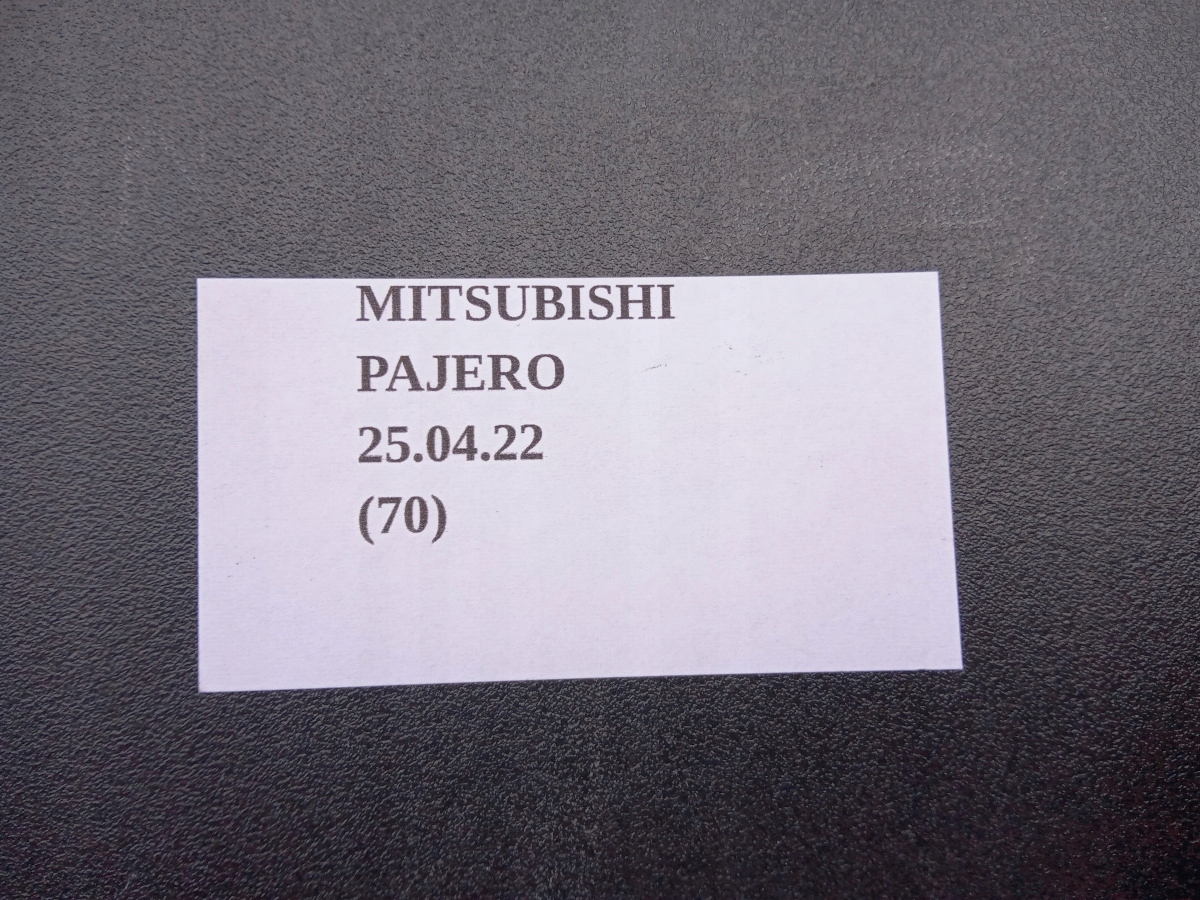 MITSUBISHI
PAJERO
25.04.22
(70)